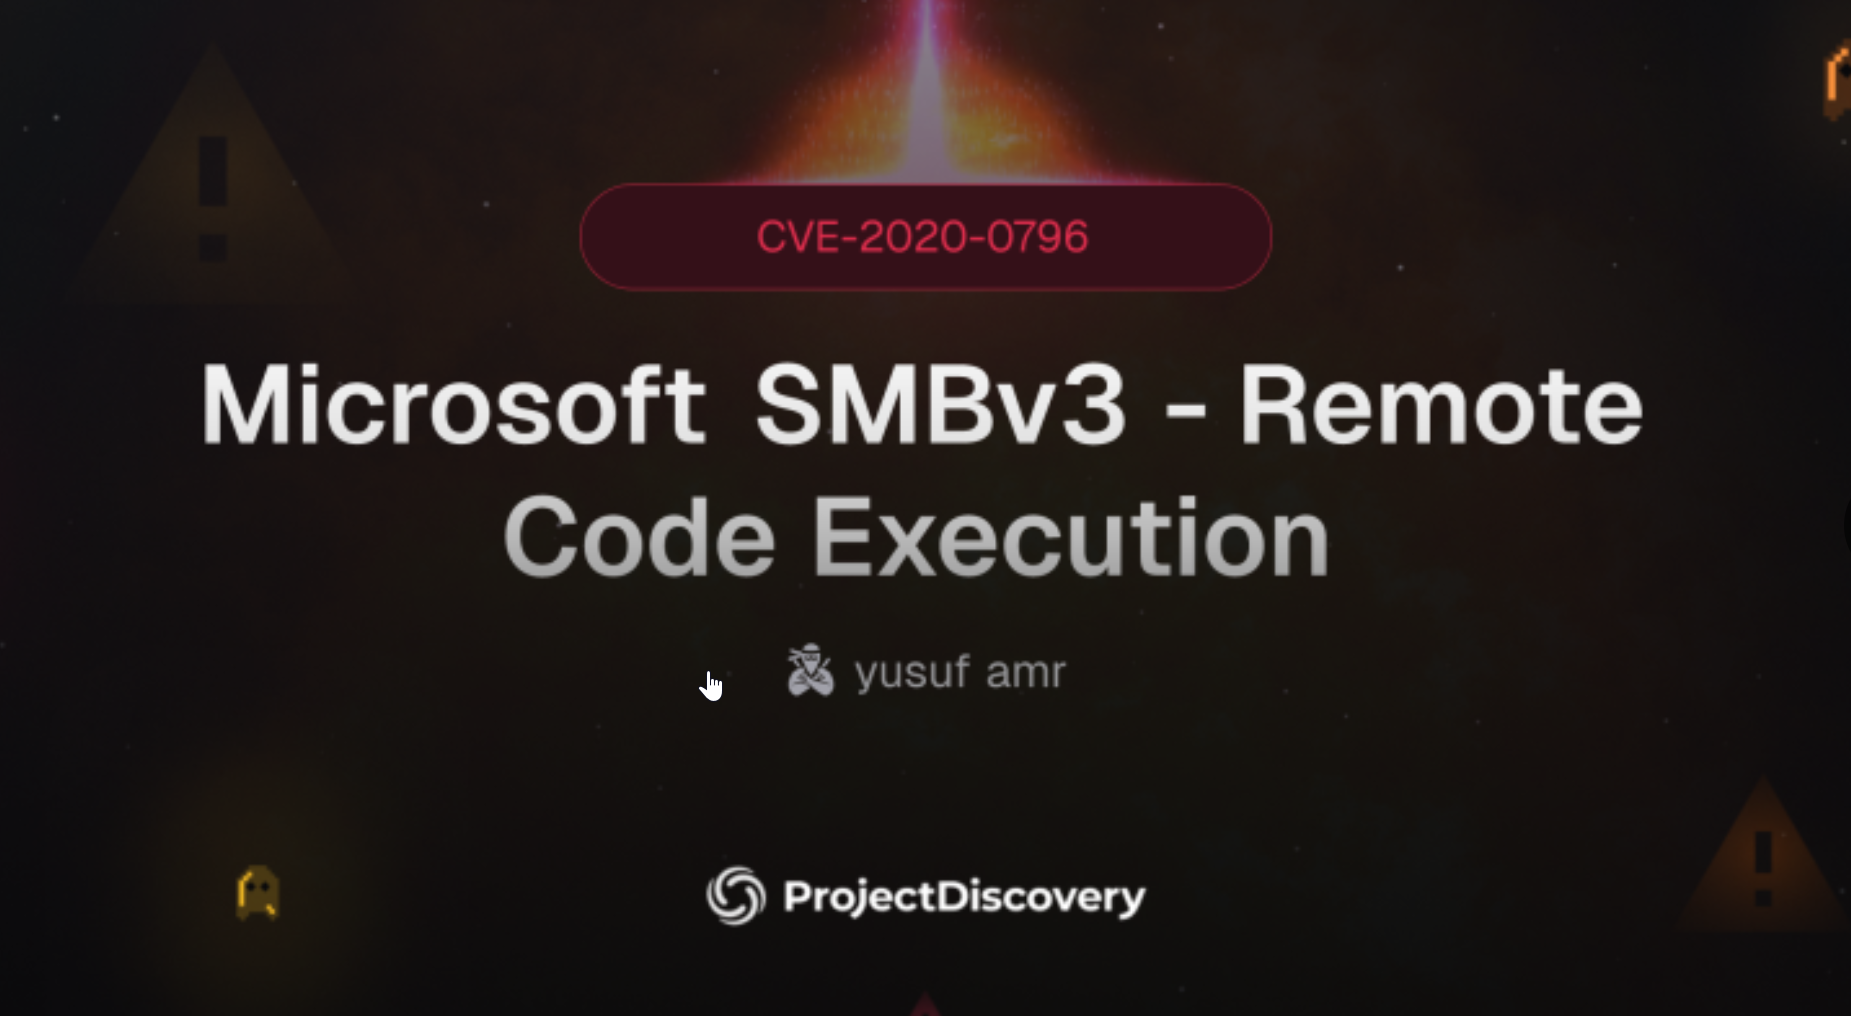 CVE-2020-0796
Microsoft SMBv3 - Remote
Code Execution
yusuf amr
ProjectDiscovery